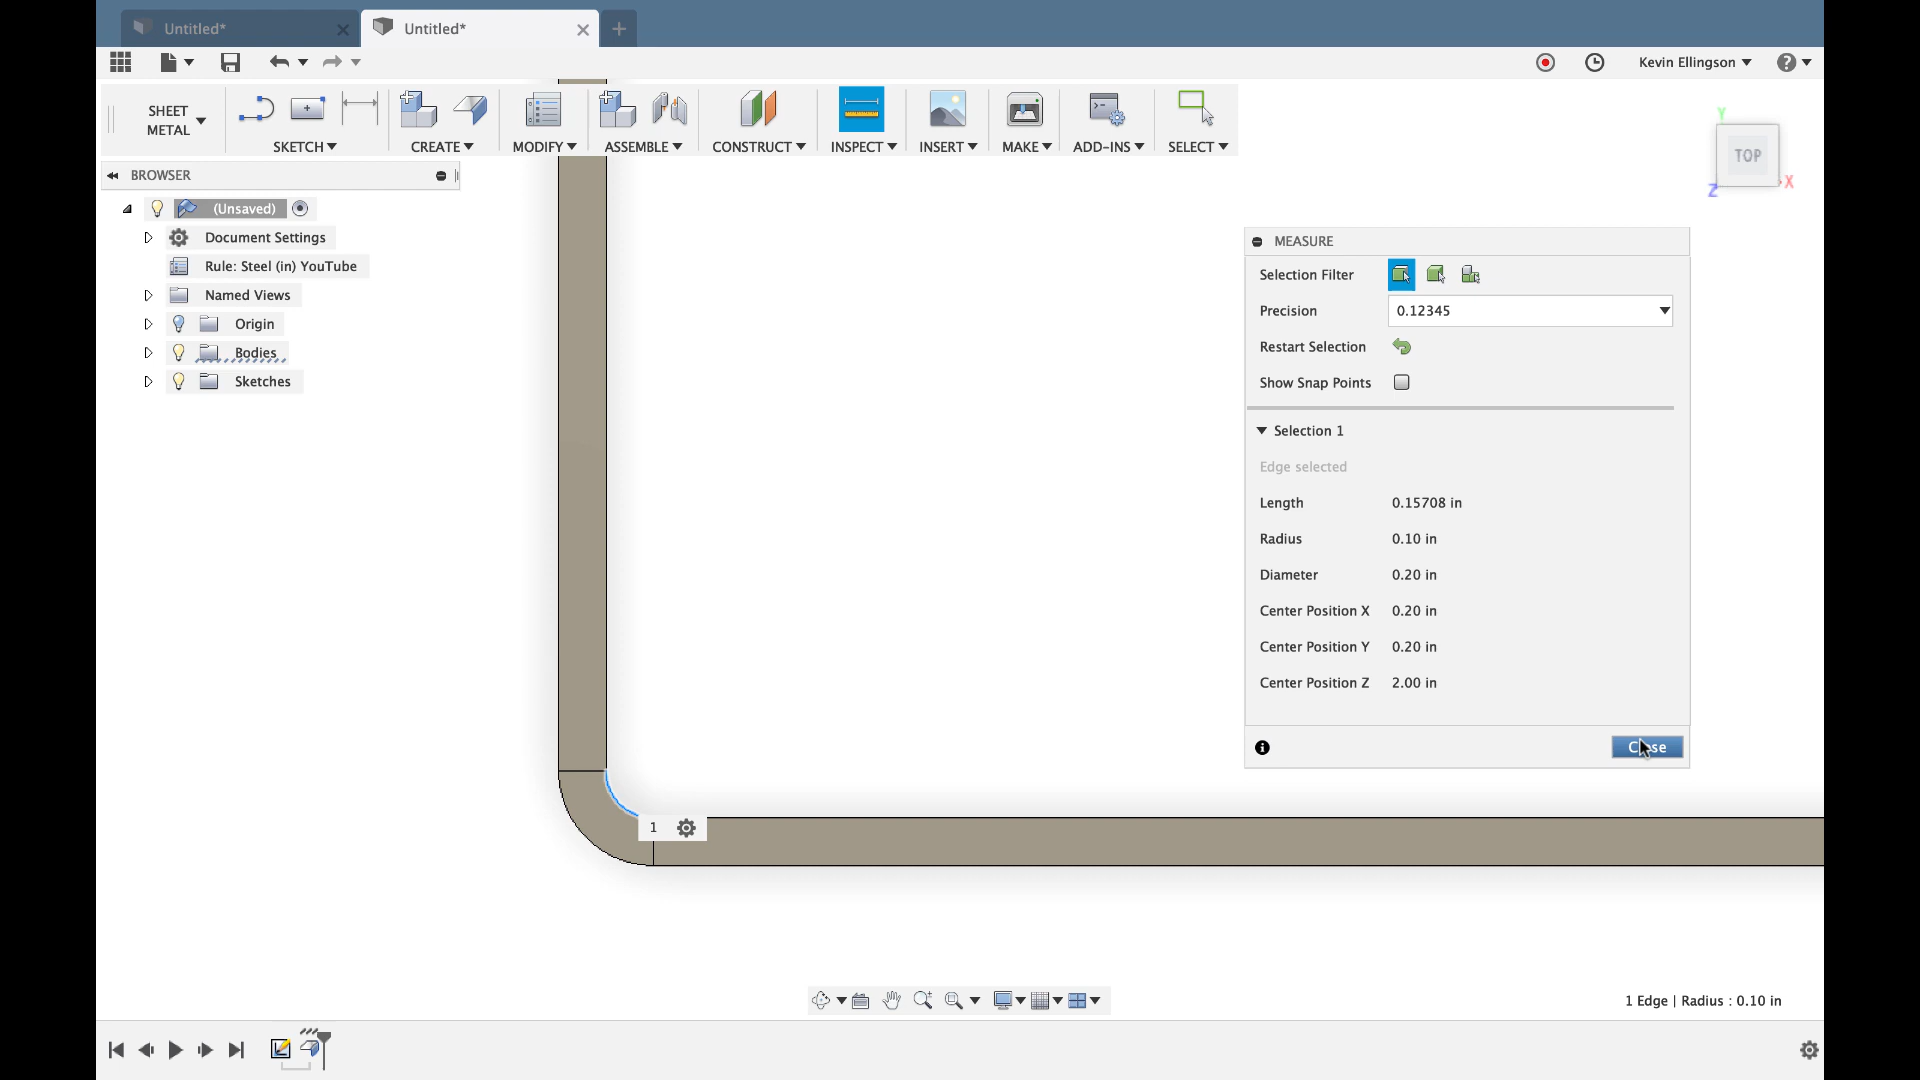 Untitled*
Untitled*
Kevin Ellingson
SHEET
METAL
SKETCH
CREATE
MODIFY
ASSEMBLE
CONSTRUCT
INSPECT
INSERT
MAKE
ADD-INS
SELECT
Y
TOP
X
Z
BROWSER
(Unsaved)
Document Settings
Rule: Steel (in) YouTube
Named Views
Origin
Bodies
Sketches
MEASURE
Selection Filter
Precision 0.12345
Restart Selection
Show Snap Points
Selection 1
Edge selected
Length 0.15708 in
Radius 0.10 in
Diameter 0.20 in
Center Position X 0.20 in
Center Position Y 0.20 in
Center Position Z 2.00 in
Close
1
1 Edge | Radius : 0.10 in